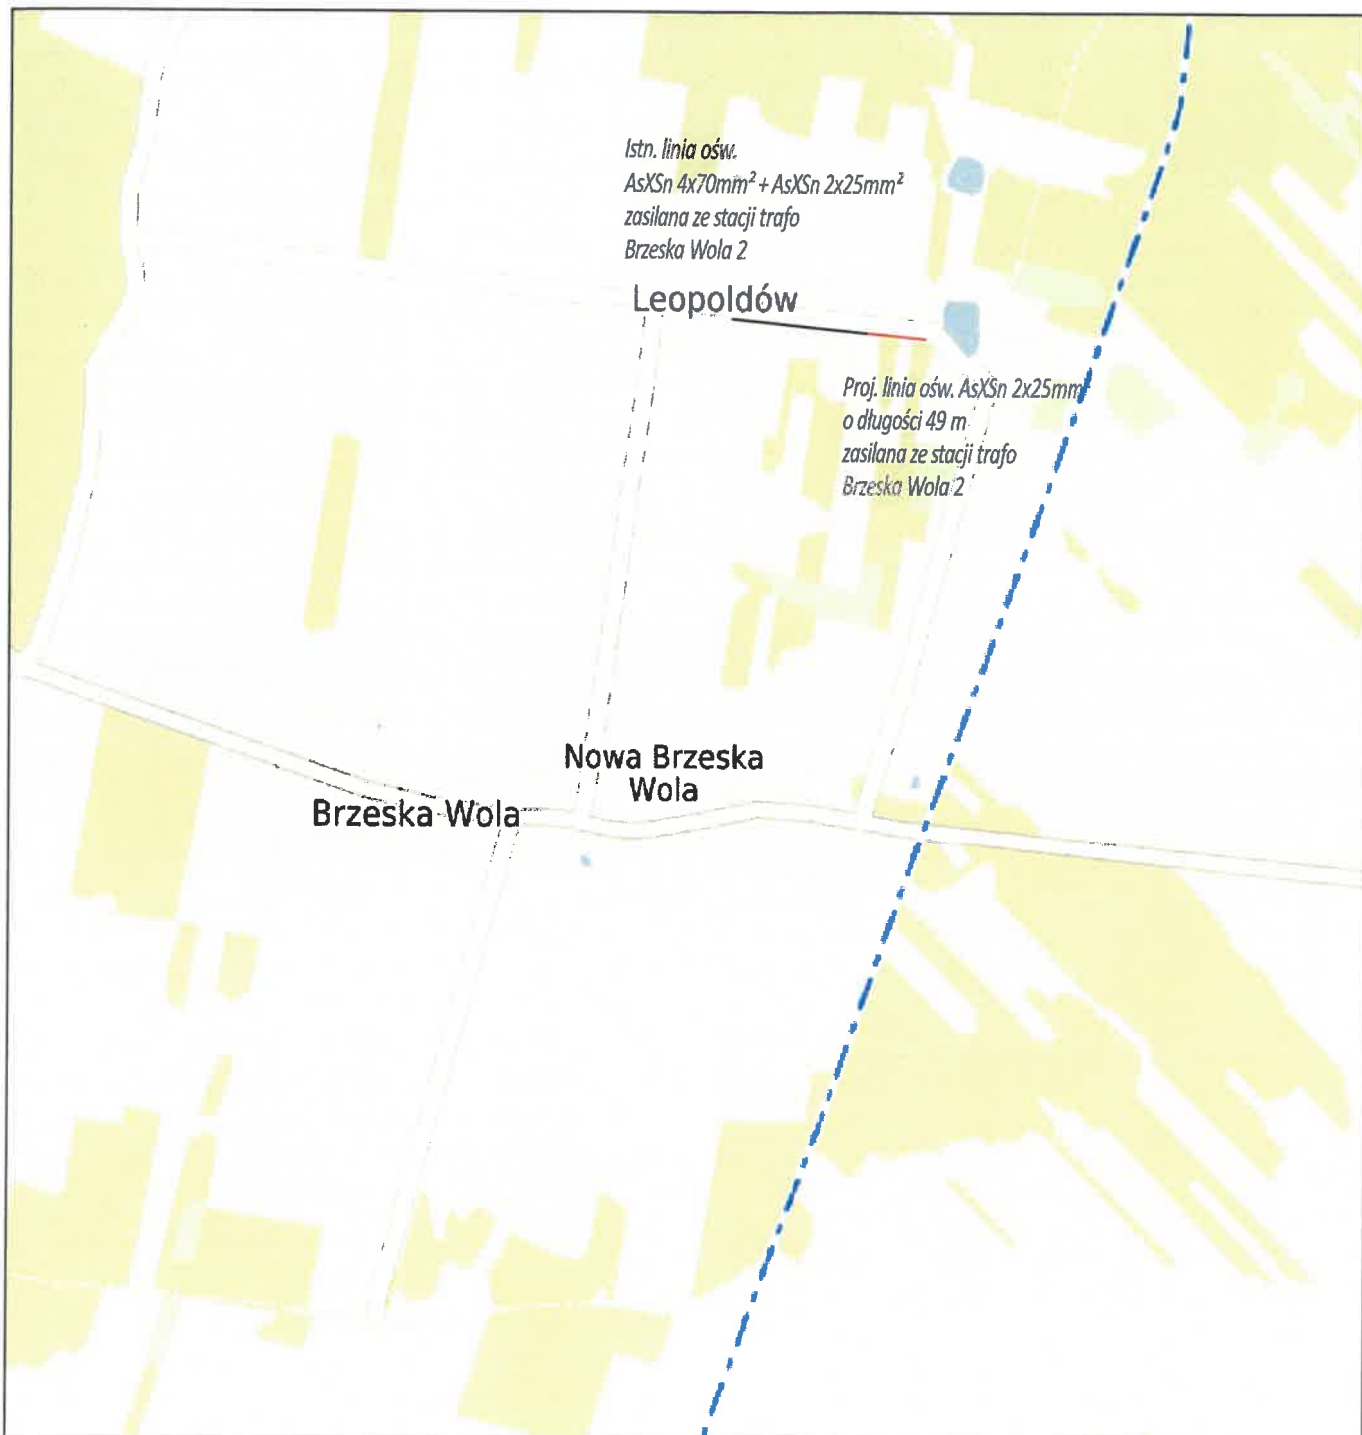 Istn. linia ośw.
AsXSn 4x70mm² + AsXSn 2x25mm²
zasilana ze stacji trafo
Brzeska Wola 2
Leopoldów
Proj. linia ośw. AsXSn 2x25mm
o długości 49 m
zasilana ze stacji trafo
Brzeska Wola 2
Nowa Brzeska
Wola
Brzeska Wola